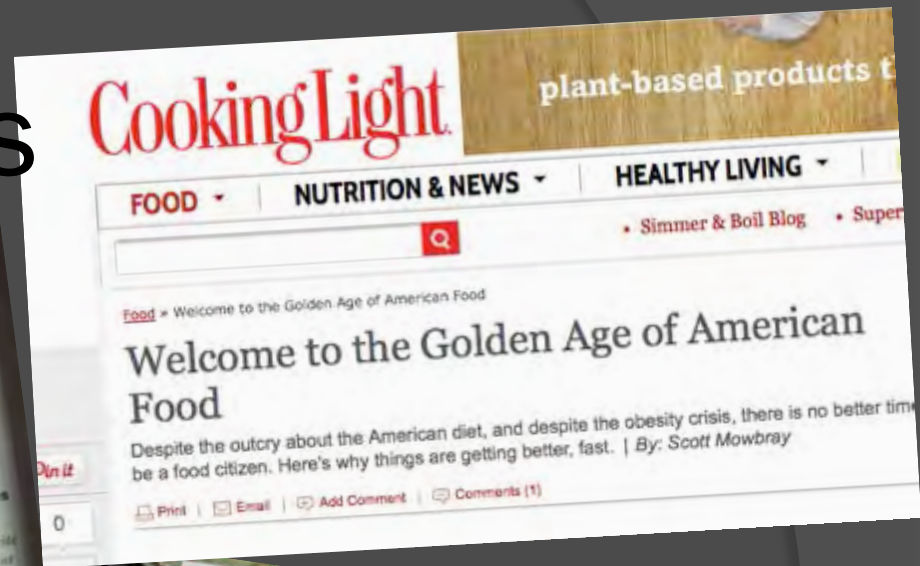 s
CookingLight
plant-based products t
FOOD
NUTRITION & NEWS
HEALTHY LIVING
• Simmer & Boil Blog • Super
Food » Welcome to the Golden Age of American Food
Welcome to the Golden Age of American
Food
Despite the outcry about the American diet, and despite the obesity crisis, there is no better time
be a food citizen. Here's why things are getting better, fast. | By: Scott Mowbray
Print | Email | Add Comment | Comments (1)
Pin it
0